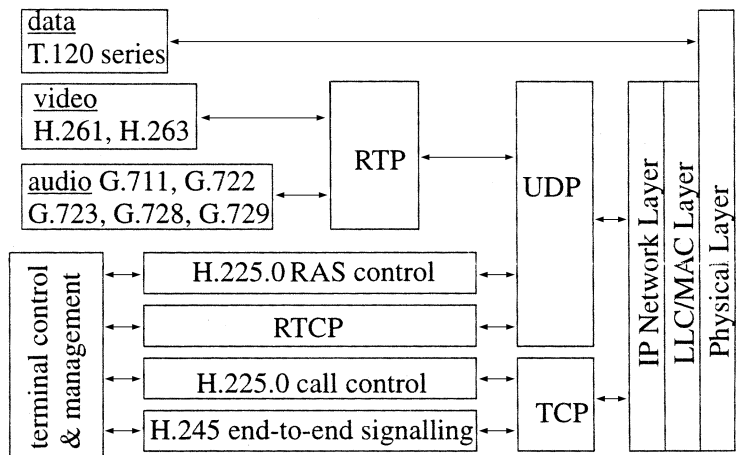 data
T.120 series
video
H.261, H.263
audio G.711, G.722
G.723, G.728, G.729
RTP
UDP
H.225.0 RAS control
RTCP
H.225.0 call control
H.245 end-to-end signalling
TCP
terminal control
& management
IP Network Layer
LLC/MAC Layer
Physical Layer